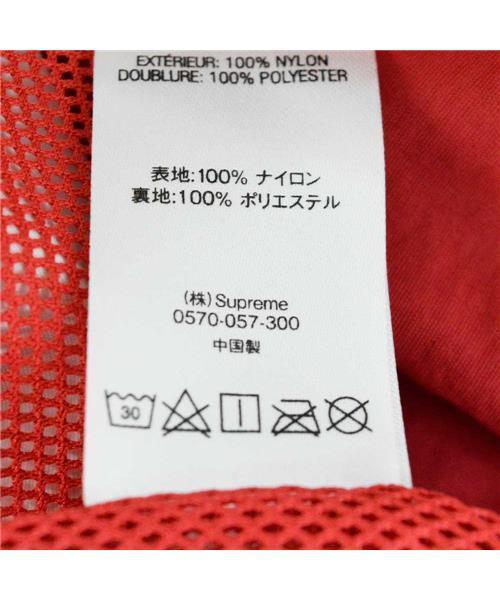 EXTÉRIEUR: 100% NYLON
DOUBLURE: 100% POLYESTER
表地:100% ナイロン
裏地:100% ポリエステル
(株) Supreme
0570-057-300
中国製
30